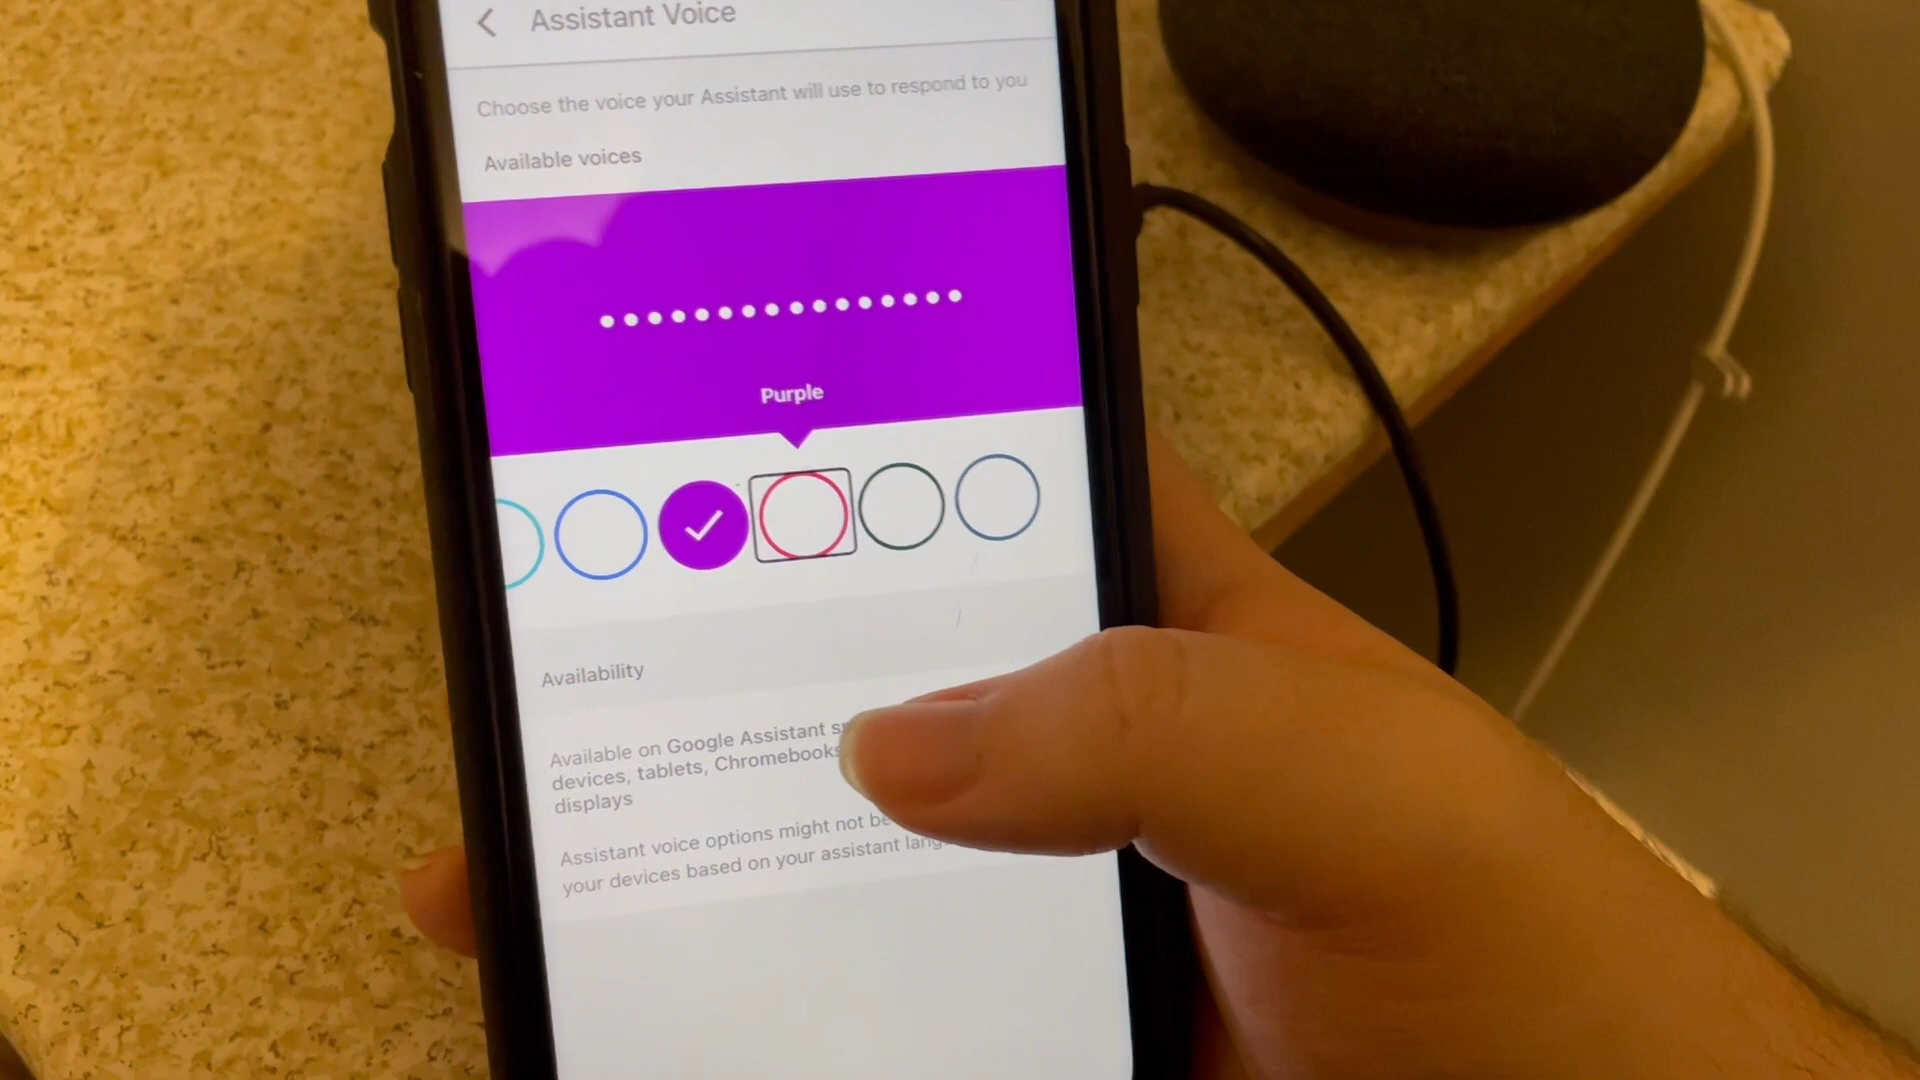 Assistant Voice
Choose the voice your Assistant will use to respond to you
Available voices
Purple
Availability
Available on Google Assistant
devices, tablets, Chromebooks
displays
Assistant voice options might not be
your devices based on your assistant